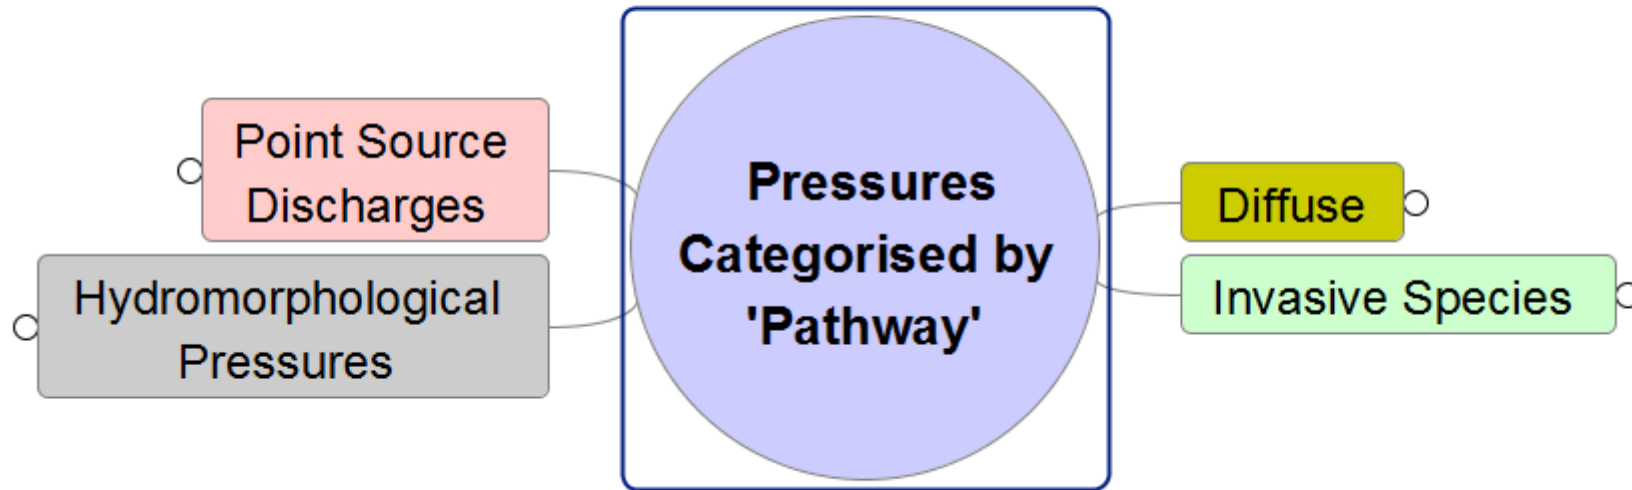 Point Source
Discharges
Hydromorphological
Pressures
Pressures
Categorised by
'Pathway'
Diffuse
Invasive Species